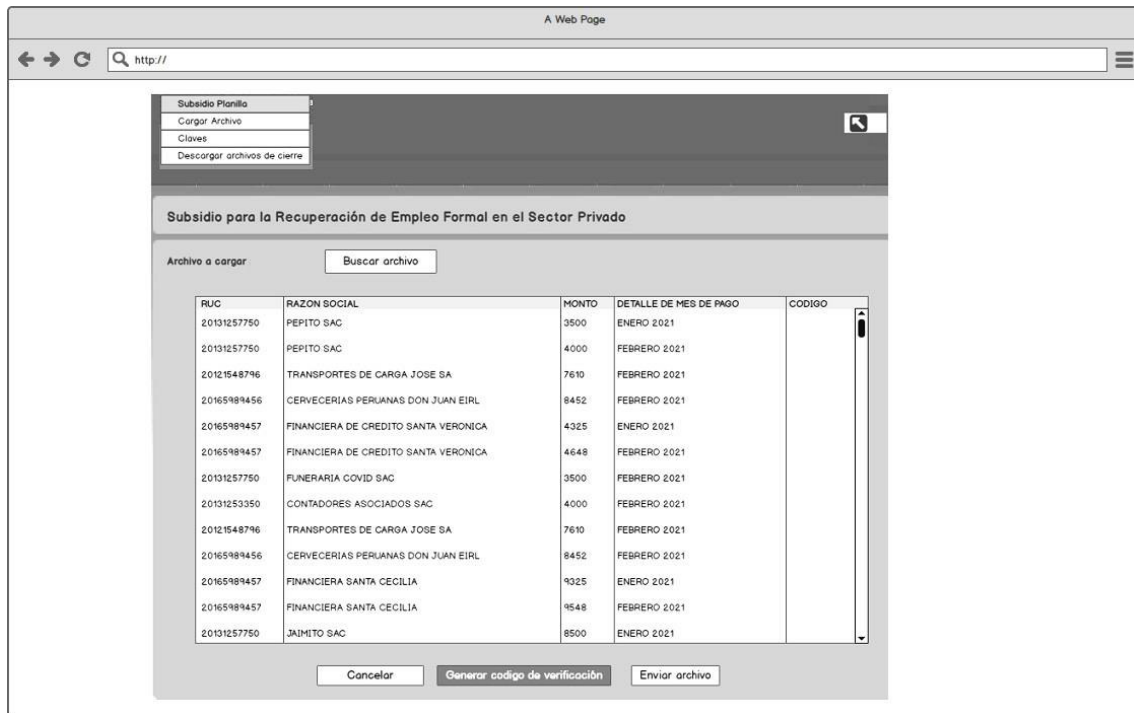 A Web Page
http://
Subsidio Planilla
Cargar Archivo
Claves
Descargar archivos de cierre
Subsidio para la Recuperación de Empleo Formal en el Sector Privado
Archivo a cargar Buscar archivo
RUC RAZON SOCIAL MONTO DETALLE DE MES DE PAGO CODIGO
20131257750 PEPITO SAC 3500 ENERO 2021
20131257750 PEPITO SAC 4000 FEBRERO 2021
20121548796 TRANSPORTES DE CARGA JOSE SA 7610 FEBRERO 2021
20165989456 CERVECERIAS PERUANAS DON JUAN EIRL 8452 FEBRERO 2021
20165989457 FINANCIERA DE CREDITO SANTA VERONICA 4325 ENERO 2021
20165989457 FINANCIERA DE CREDITO SANTA VERONICA 4648 FEBRERO 2021
20131257750 FUNERARIA COVID SAC 3500 FEBRERO 2021
20131253350 CONTADORES ASOCIADOS SAC 4000 FEBRERO 2021
20121548796 TRANSPORTES DE CARGA JOSE SA 7610 FEBRERO 2021
20165989456 CERVECERIAS PERUANAS DON JUAN EIRL 8452 FEBRERO 2021
20165989457 FINANCIERA SANTA CECILIA 9325 ENERO 2021
20165989457 FINANCIERA SANTA CECILIA 9548 FEBRERO 2021
20131257750 JAIMITO SAC 8500 ENERO 2021
Cancelar Generar codigo de verificación Enviar archivo